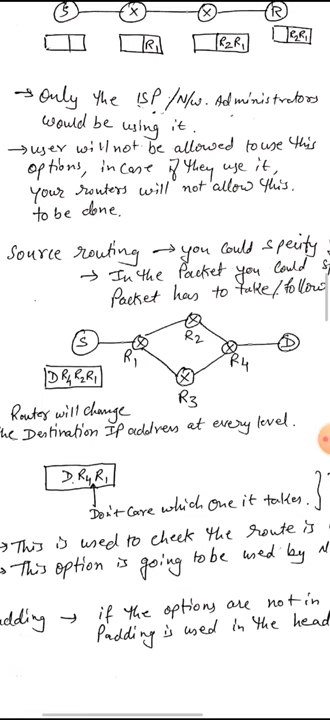 S X X R
R1 R2R1 R2R1
→ Only the ISP/N/W. Administrators
would be using it.
→ user will not be allowed to use this
options, in case if they use it,
your routers will not allow this.
to be done.
Source routing → you could specify
→ In the Packet you could
Packet has to take/follow
S R1 R2 R3 R4 D
D R4 R2 R1
Router will change
the Destination IP address at every level.
D. R4 R1
Don't care which one it takes.
→ This is used to check the route is
→ This option is going to be used by N
adding → if the options are not in
Padding is used in the head